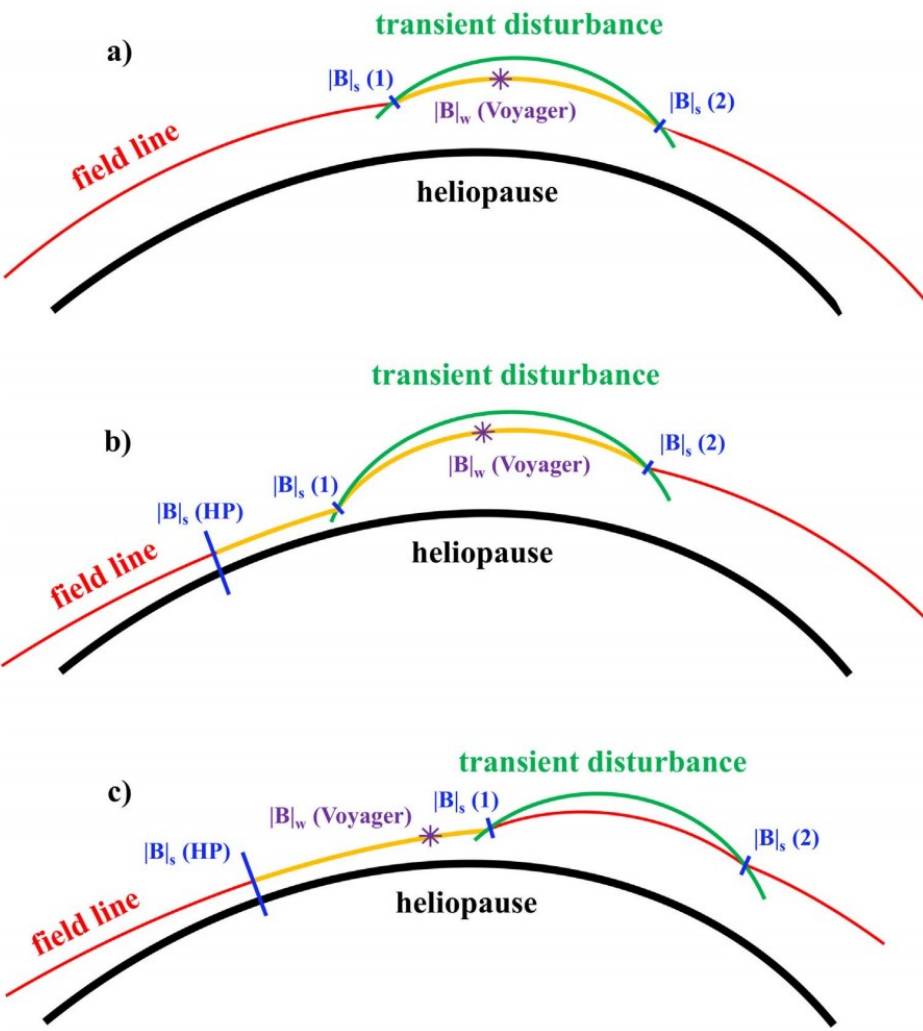 a)
transient disturbance
|B|s (1)
|B|s (2)
|B|w (Voyager)
field line
heliopause
b)
transient disturbance
|B|s (2)
|B|w (Voyager)
|B|s (1)
|B|s (HP)
field line
heliopause
c)
transient disturbance
|B|w (Voyager)
|B|s (1)
|B|s (2)
|B|s (HP)
field line
heliopause